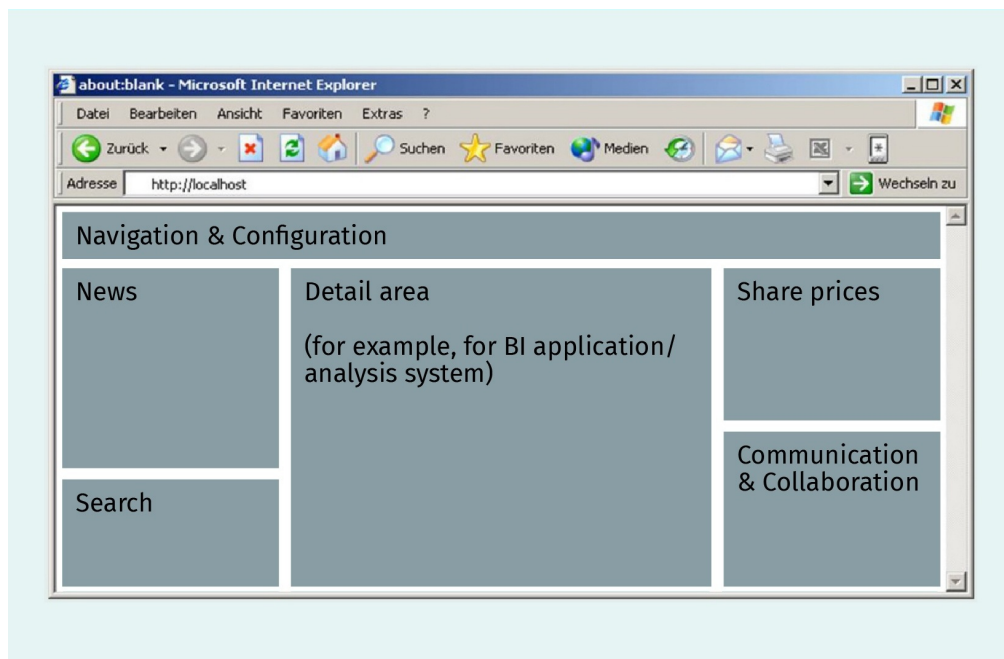 about:blank - Microsoft Internet Explorer
Datei Bearbeiten Ansicht Favoriten Extras ?
Zurück Suchen Favoriten Medien
Adresse http://localhost Wechseln zu
Navigation & Configuration
News
Search
Detail area
(for example, for BI application/
analysis system)
Share prices
Communication
& Collaboration